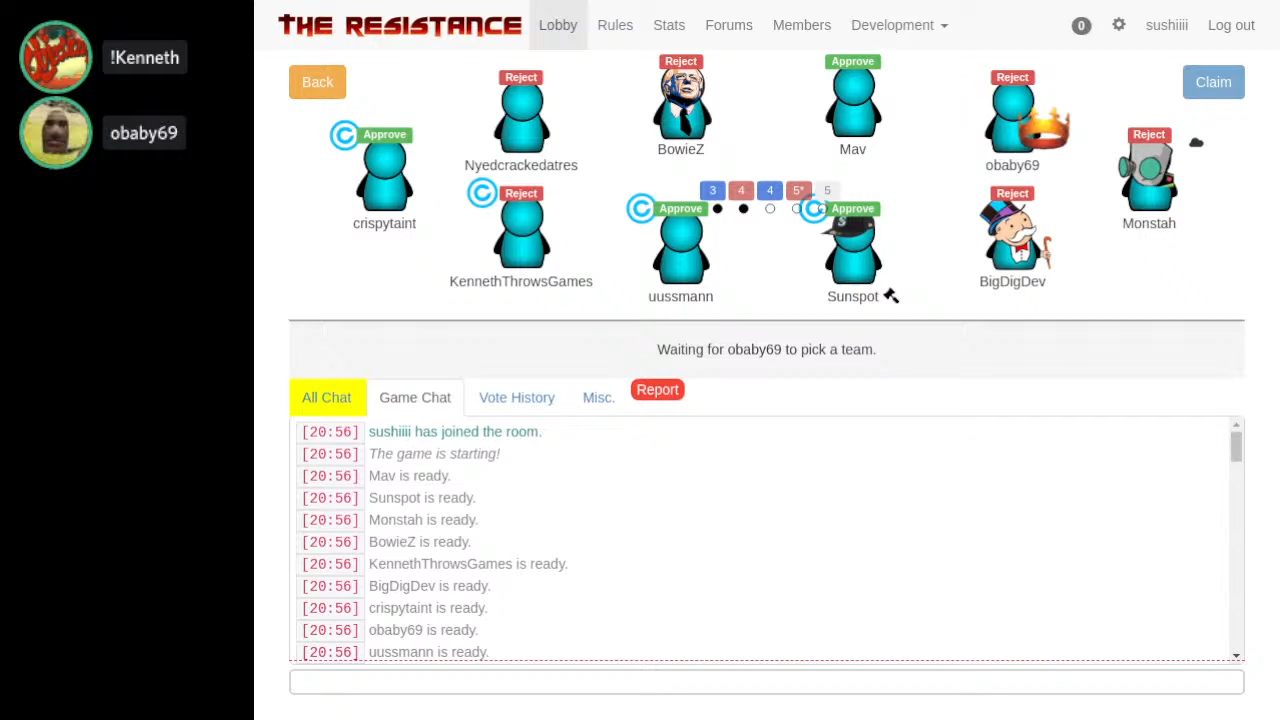 !Kenneth
obaby69
THE RESISTANCE
Lobby
Rules
Stats
Forums
Members
Development
0
sushiiii
Log out
Back
Claim
Reject
BowieZ
Approve
Mav
Reject
Nyedcrackedatres
Reject
obaby69
C
Approve
crispytaint
Reject
Monstah
C
Reject
KennethThrowsGames
C
Approve
uussmann
3 4 4 5* 5
C
Approve
Sunspot
Reject
BigDigDev
Waiting for obaby69 to pick a team.
All Chat
Game Chat
Vote History
Misc.
Report
[20:56] sushiiii has joined the room.
[20:56] The game is starting!
[20:56] Mav is ready.
[20:56] Sunspot is ready.
[20:56] Monstah is ready.
[20:56] BowieZ is ready.
[20:56] KennethThrowsGames is ready.
[20:56] BigDigDev is ready.
[20:56] crispytaint is ready.
[20:56] obaby69 is ready.
[20:56] uussmann is ready.